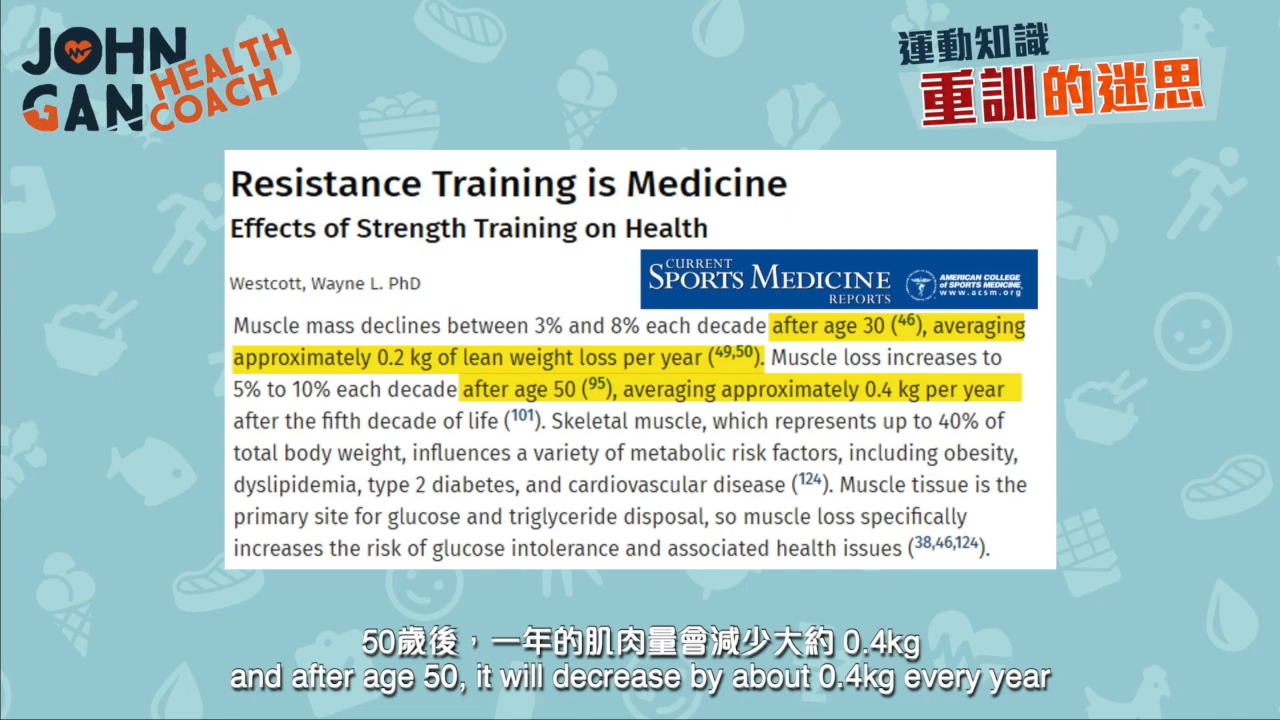 JOHN
GAN
HEALTH
COACH
運動知識
重訓的迷思
Resistance Training is Medicine
Effects of Strength Training on Health
Westcott, Wayne L. PhD
CURRENT
SPORTS MEDICINE
REPORTS
AMERICAN COLLEGE
of SPORTS MEDICINE
www.acsm.org
Muscle mass declines between 3% and 8% each decade after age 30 (46), averaging
approximately 0.2 kg of lean weight loss per year (49,50). Muscle loss increases to
5% to 10% each decade after age 50 (95), averaging approximately 0.4 kg per year
after the fifth decade of life (101). Skeletal muscle, which represents up to 40% of
total body weight, influences a variety of metabolic risk factors, including obesity,
dyslipidemia, type 2 diabetes, and cardiovascular disease (124). Muscle tissue is the
primary site for glucose and triglyceride disposal, so muscle loss specifically
increases the risk of glucose intolerance and associated health issues (38,46,124).
50歲後，一年的肌肉量會減少大約 0.4kg
and after age 50, it will decrease by about 0.4kg every year